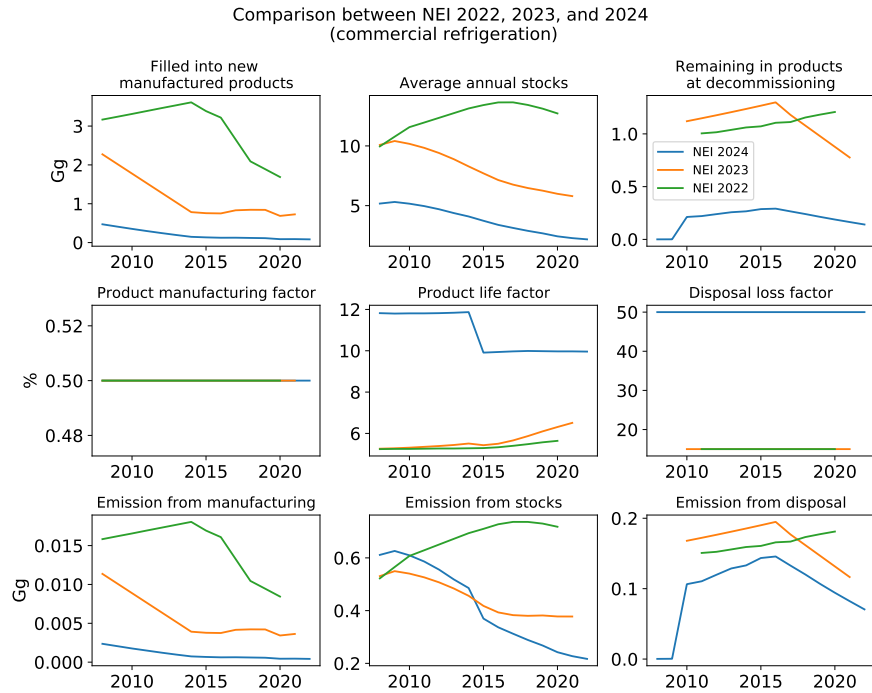 Comparison between NEI 2022, 2023, and 2024
(commercial refrigeration)
Filled into new
manufactured products
Gg
3
2
1
0
2010 2015 2020
Average annual stocks
10
5
2010 2015 2020
Remaining in products
at decommissioning
1.0
0.5
0.0
NEI 2024
NEI 2023
NEI 2022
2010 2015 2020
Product manufacturing factor
%
0.52
0.50
0.48
2010 2015 2020
Product life factor
12
10
8
6
2010 2015 2020
Disposal loss factor
50
40
30
20
2010 2015 2020
Emission from manufacturing
Gg
0.015
0.010
0.005
0.000
2010 2015 2020
Emission from stocks
0.6
0.4
0.2
2010 2015 2020
Emission from disposal
0.2
0.1
0.0
2010 2015 2020